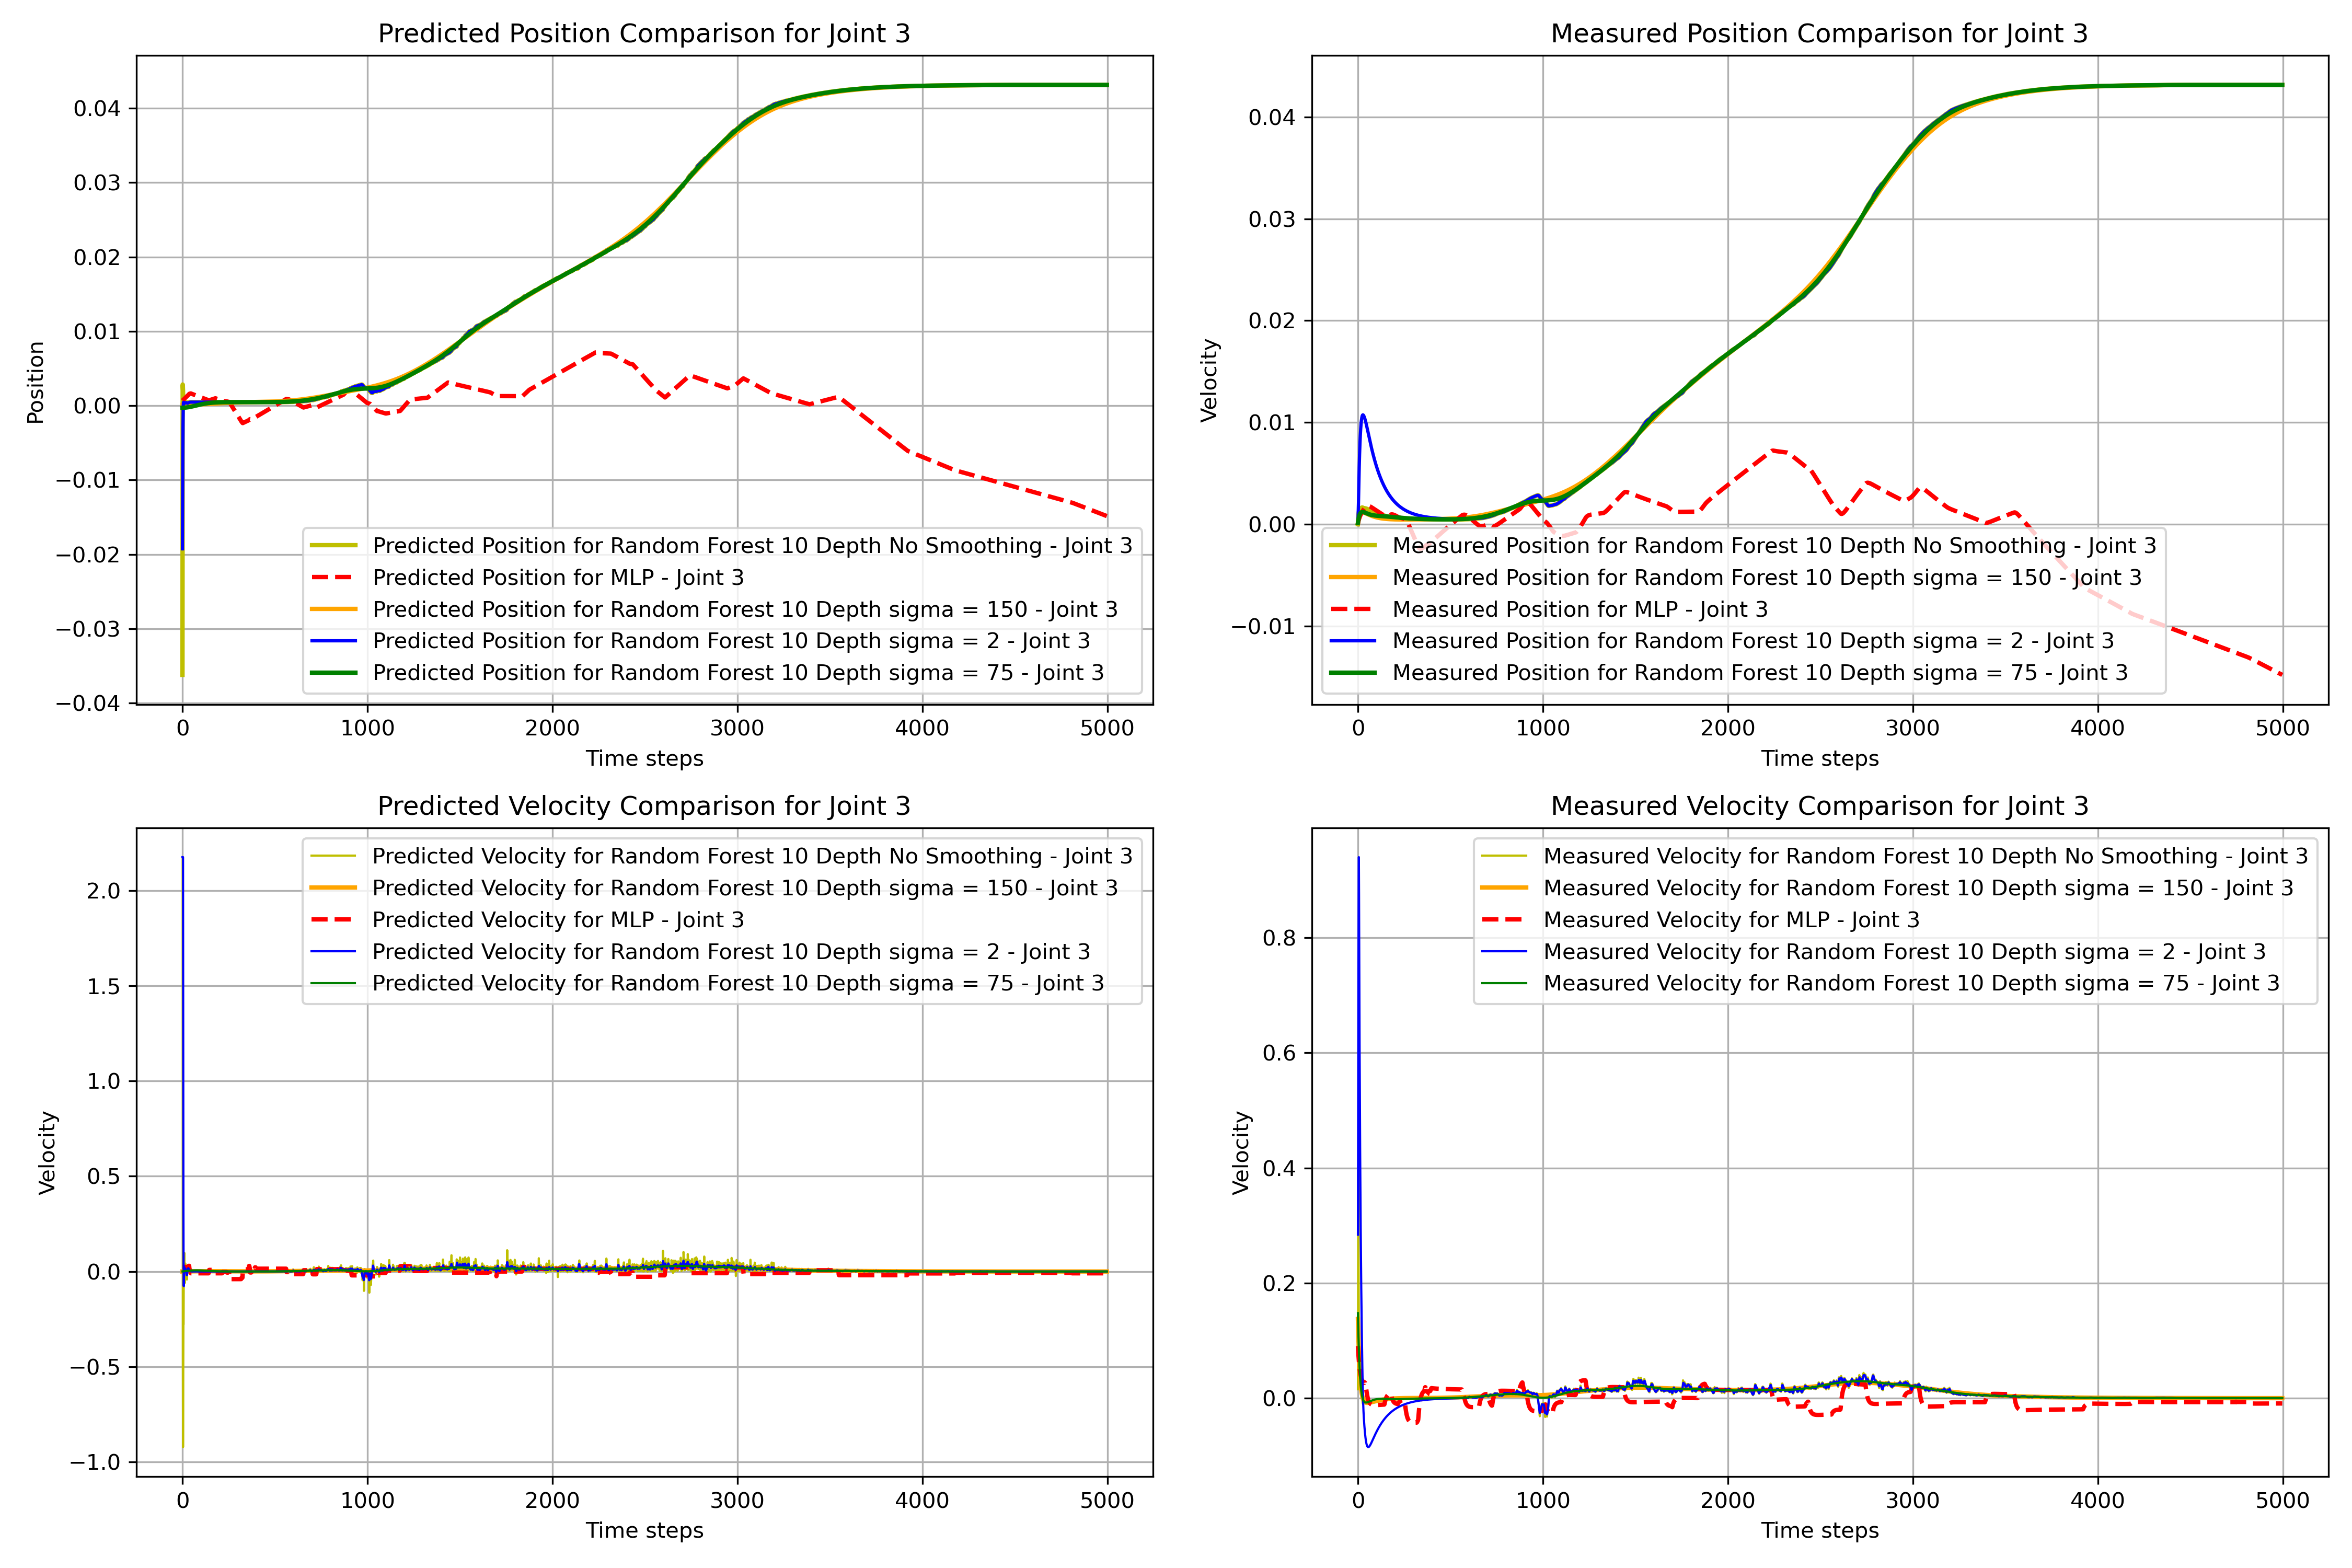 Predicted Position Comparison for Joint 3
Position
0.04
0.03
0.02
0.01
0.00
−0.01
−0.02
−0.03
−0.04
Predicted Position for Random Forest 10 Depth No Smoothing - Joint 3
Predicted Position for MLP - Joint 3
Predicted Position for Random Forest 10 Depth sigma = 150 - Joint 3
Predicted Position for Random Forest 10 Depth sigma = 2 - Joint 3
Predicted Position for Random Forest 10 Depth sigma = 75 - Joint 3
0 1000 2000 3000 4000 5000
Time steps
Measured Position Comparison for Joint 3
Velocity
0.04
0.03
0.02
0.01
0.00
−0.01
Measured Position for Random Forest 10 Depth No Smoothing - Joint 3
Measured Position for Random Forest 10 Depth sigma = 150 - Joint 3
Measured Position for MLP - Joint 3
Measured Position for Random Forest 10 Depth sigma = 2 - Joint 3
Measured Position for Random Forest 10 Depth sigma = 75 - Joint 3
0 1000 2000 3000 4000 5000
Time steps
Predicted Velocity Comparison for Joint 3
Velocity
2.0
1.5
1.0
0.5
0.0
−0.5
−1.0
Predicted Velocity for Random Forest 10 Depth No Smoothing - Joint 3
Predicted Velocity for Random Forest 10 Depth sigma = 150 - Joint 3
Predicted Velocity for MLP - Joint 3
Predicted Velocity for Random Forest 10 Depth sigma = 2 - Joint 3
Predicted Velocity for Random Forest 10 Depth sigma = 75 - Joint 3
0 1000 2000 3000 4000 5000
Time steps
Measured Velocity Comparison for Joint 3
Velocity
0.8
0.6
0.4
0.2
0.0
Measured Velocity for Random Forest 10 Depth No Smoothing - Joint 3
Measured Velocity for Random Forest 10 Depth sigma = 150 - Joint 3
Measured Velocity for MLP - Joint 3
Measured Velocity for Random Forest 10 Depth sigma = 2 - Joint 3
Measured Velocity for Random Forest 10 Depth sigma = 75 - Joint 3
0 1000 2000 3000 4000 5000
Time steps